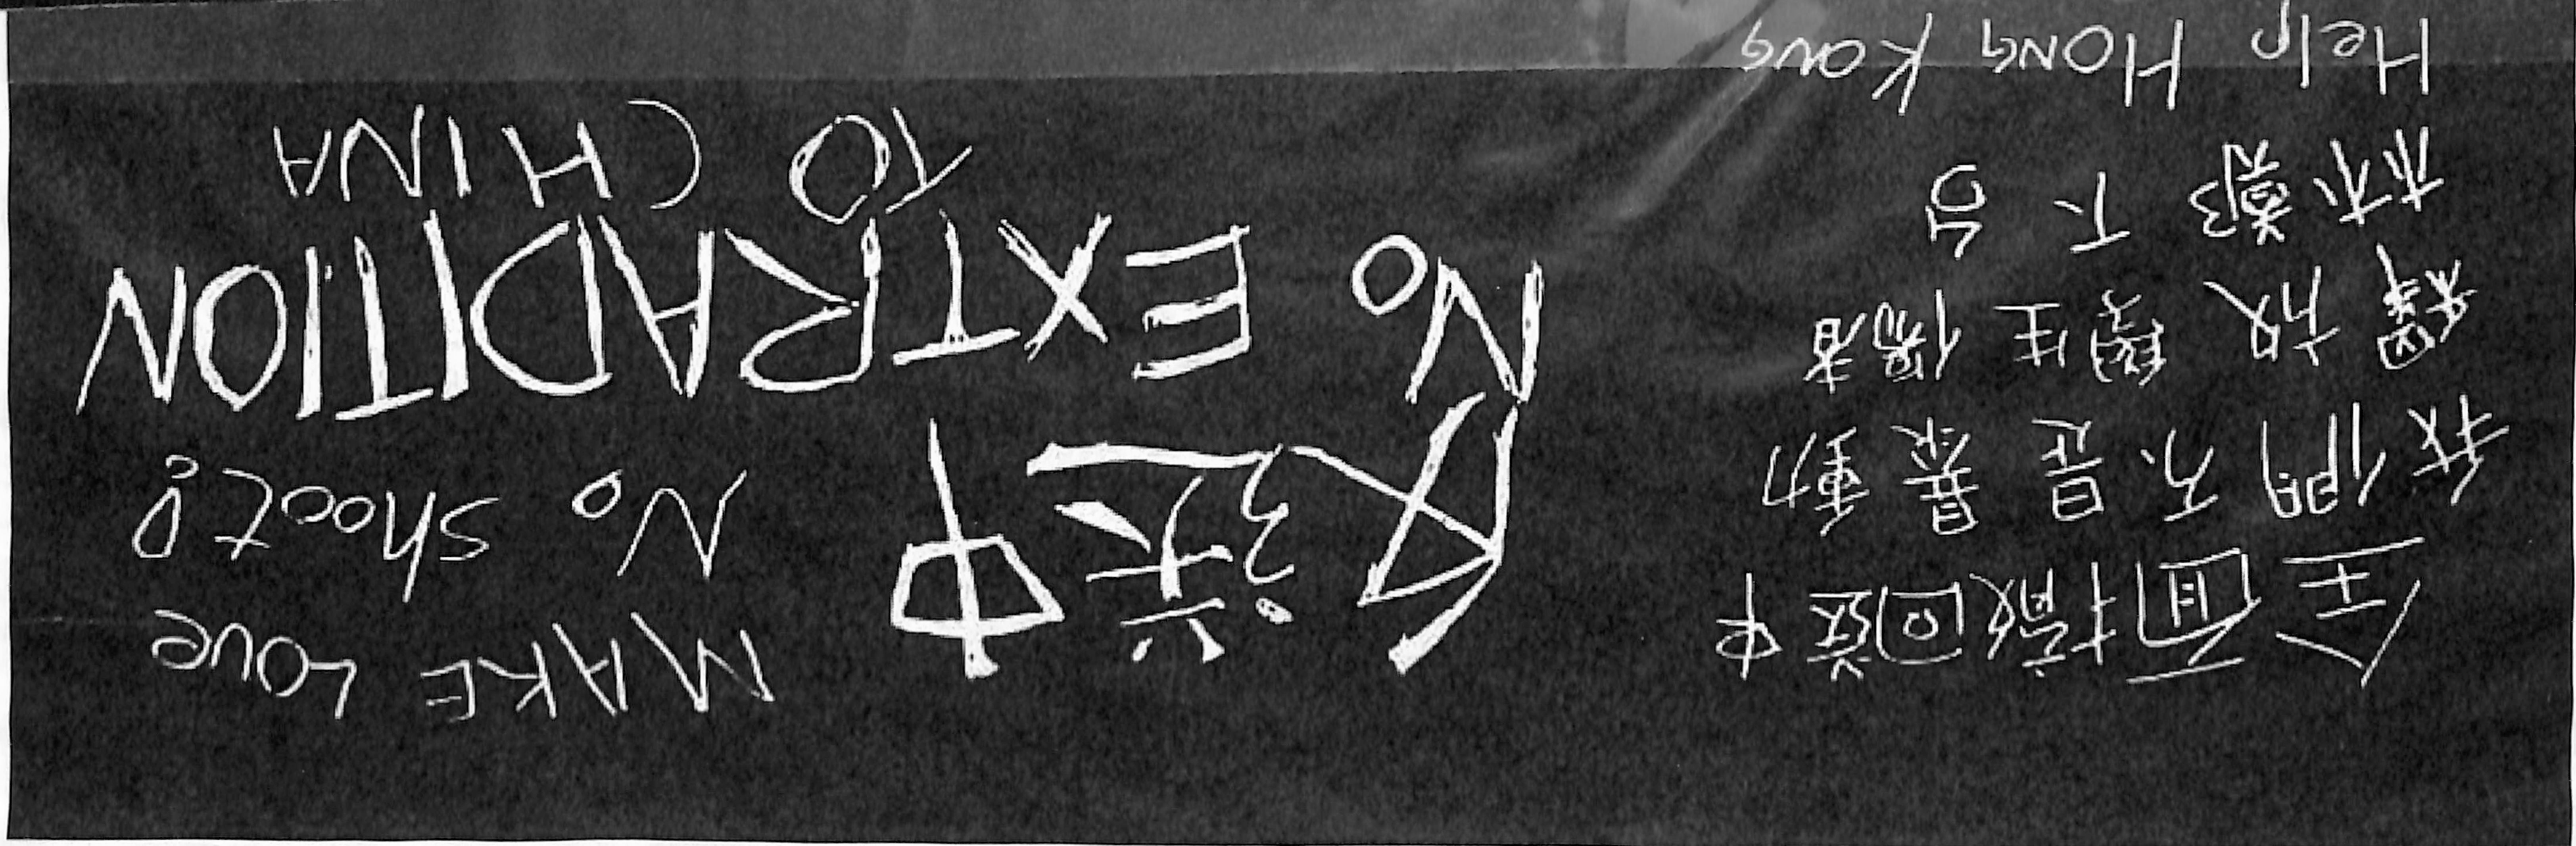 全面撤回送中
我們不是暴動
釋放學生傷者
林鄭下台
Help HONG KONG
反送中
No EXTRADITION
TO CHINA
MAKE LOVe
No shoot!